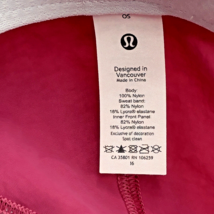 OS
Designed in
Vancouver
Made in China
Body
100% Nylon
Sweat band
82% Nylon
18% Lycra® elastane
Inner Front Panel
82% Nylon
18% Lycra® elastane
Exclusive of decoration
Spot clean
CA 35801 RN 106259